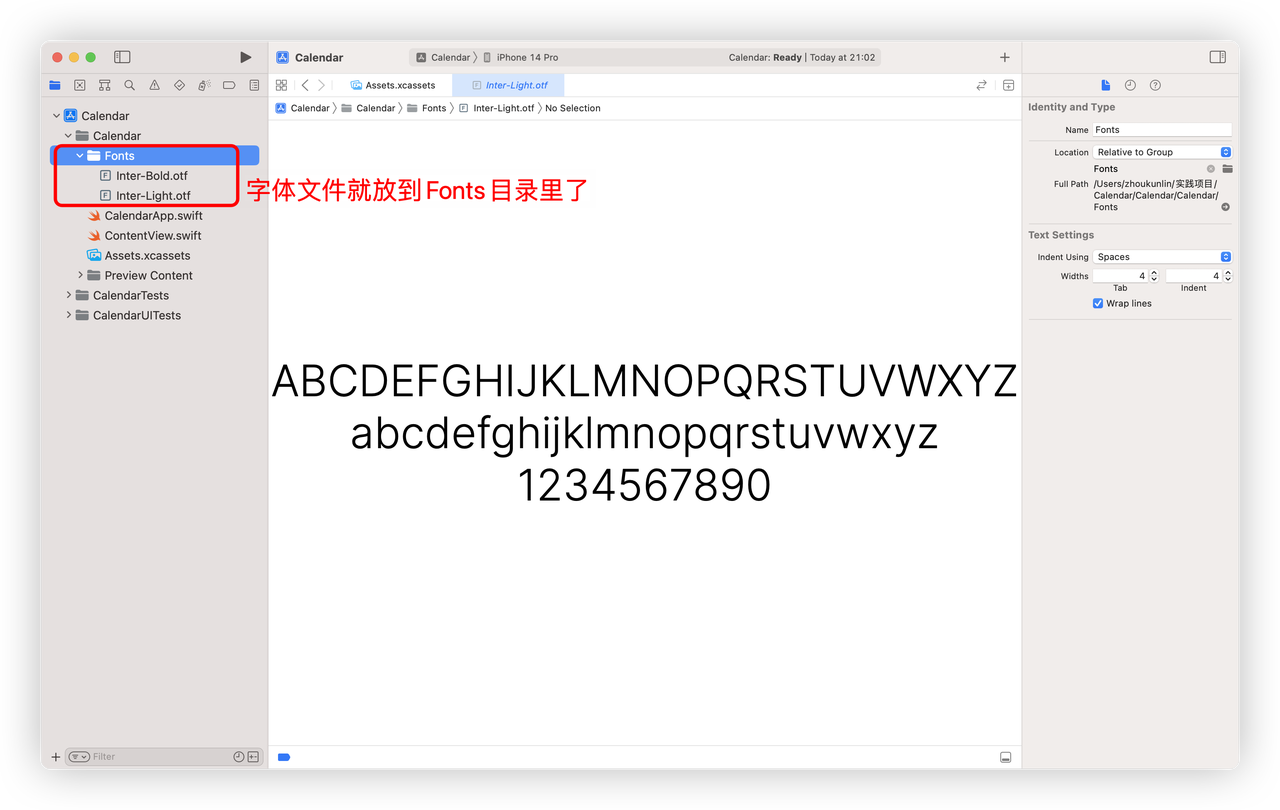 Calendar
Calendar 〉 iPhone 14 Pro
Calendar: Ready | Today at 21:02
Assets.xcassets
Inter-Light.otf
Calendar 〉 Calendar 〉 Fonts 〉 Inter-Light.otf 〉 No Selection
Calendar
Calendar
Fonts
Inter-Bold.otf
Inter-Light.otf
CalendarApp.swift
ContentView.swift
Assets.xcassets
Preview Content
CalendarTests
CalendarUITests
字体文件就放到 Fonts 目录里了
ABCDEFGHIJKLMNOPQRSTUVWXYZ
abcdefghijklmnopqrstuvwxyz
1234567890
Identity and Type
Name Fonts
Location Relative to Group
Fonts
Full Path /Users/zhoukunlin/实践项目/
Calendar/Calendar/Calendar/
Fonts
Text Settings
Indent Using Spaces
Widths 4 4
Tab Indent
Wrap lines
Filter